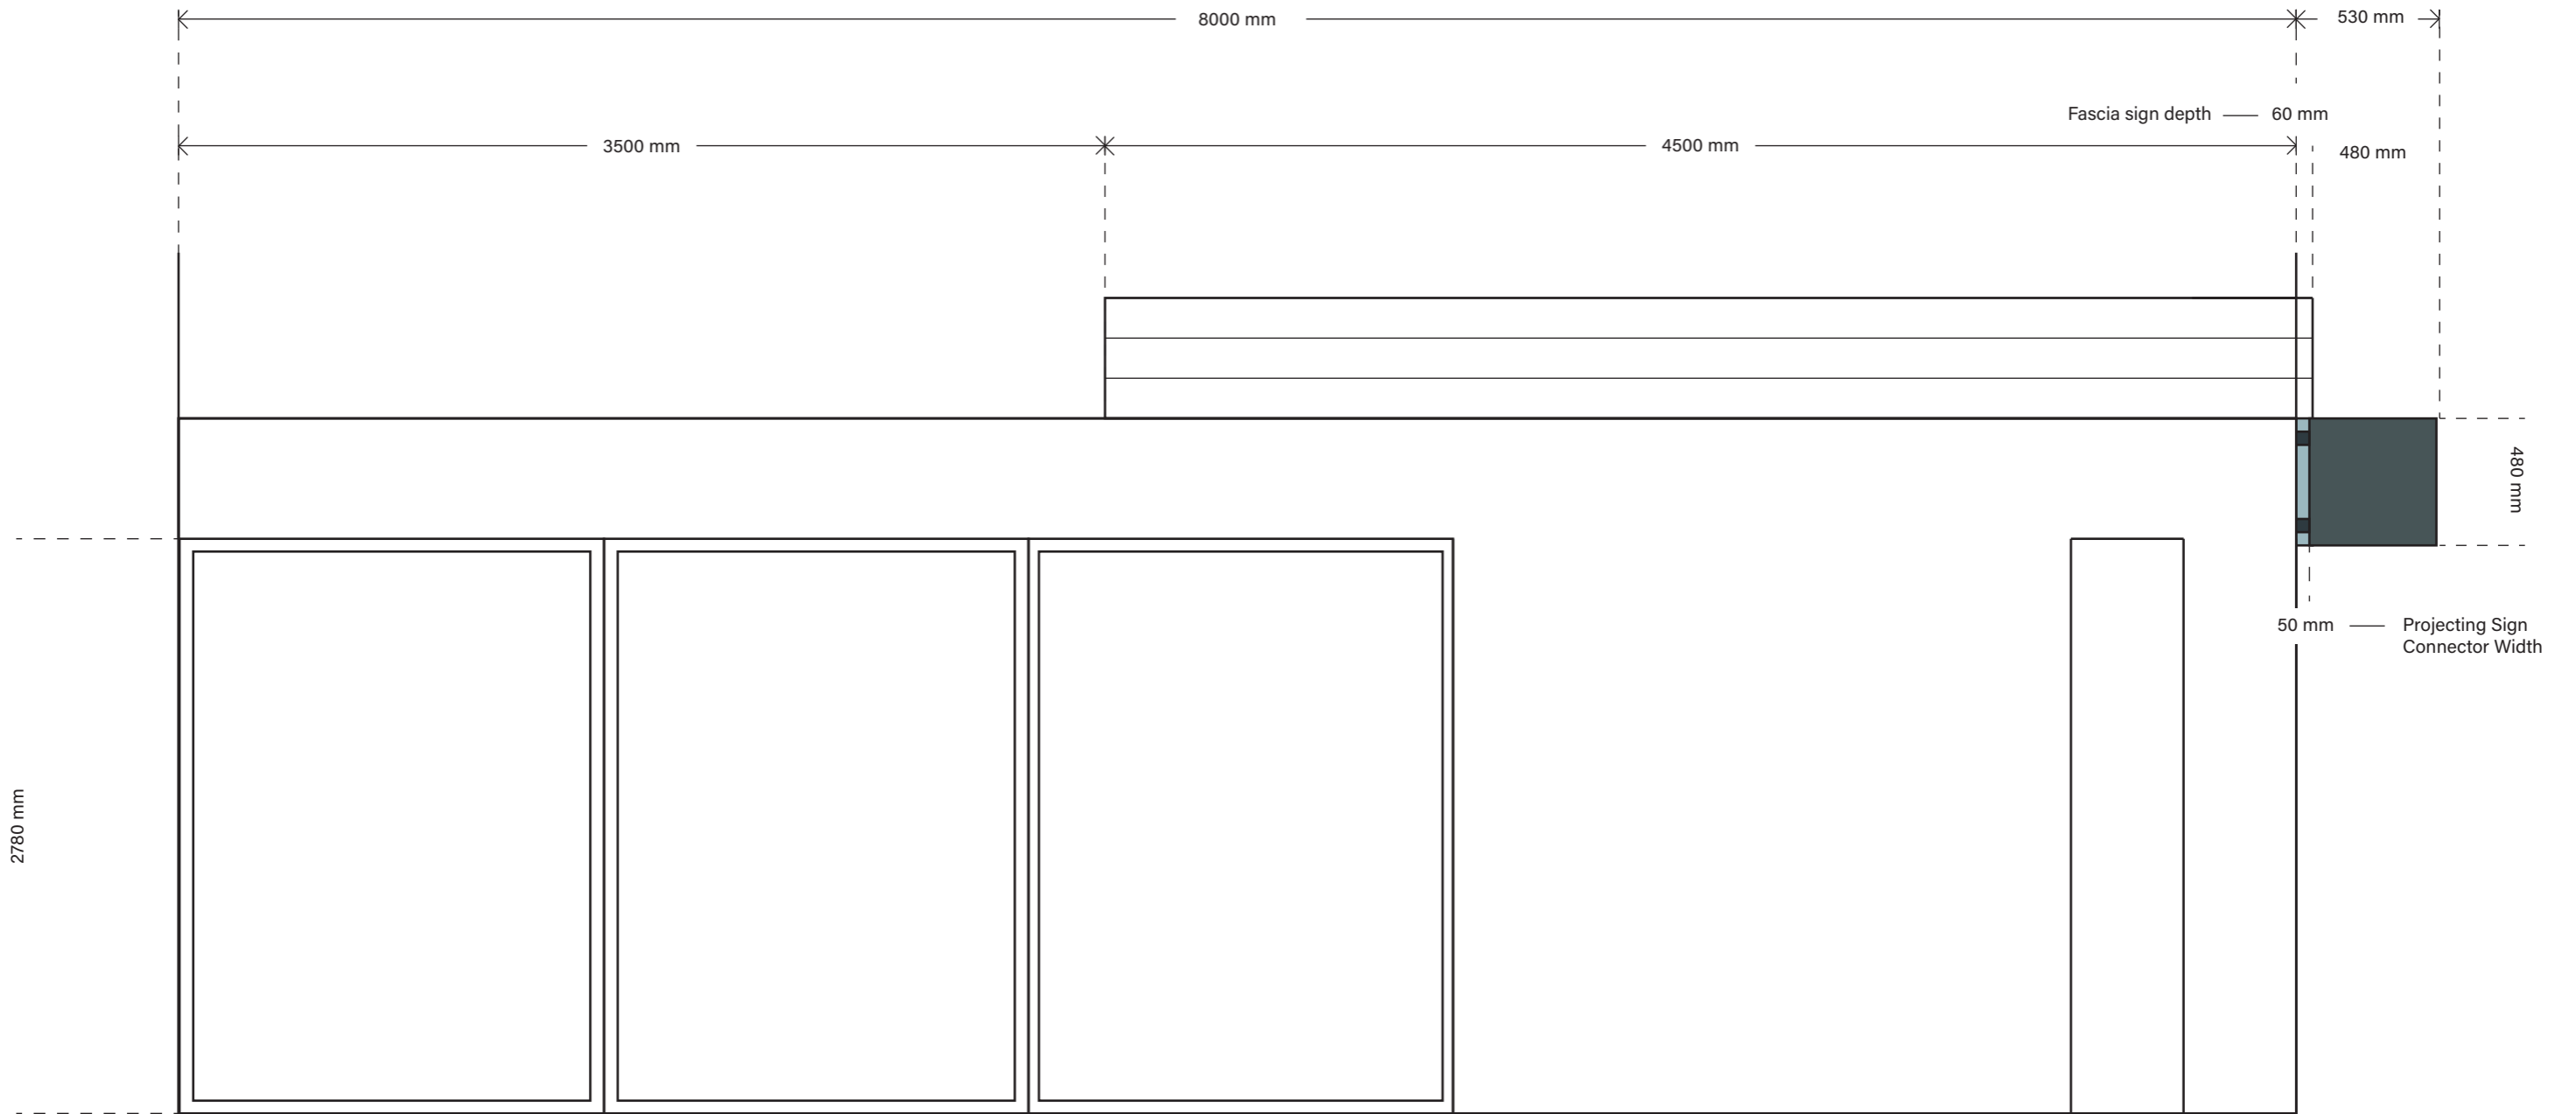 8000 mm
530 mm
Fascia sign depth
60 mm
3500 mm
4500 mm
480 mm
480 mm
50 mm
Projecting Sign
Connector Width
2780 mm